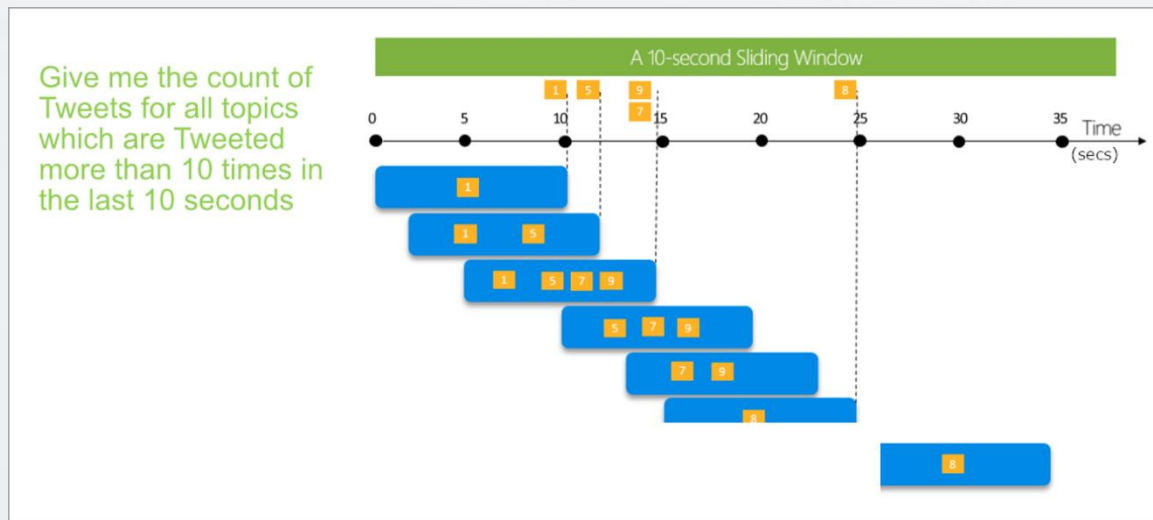 A 10-second Sliding Window
Give me the count of
Tweets for all topics
which are Tweeted
more than 10 times in
the last 10 seconds
1 5 9 8
7
0 5 10 15 20 25 30 35 Time
(secs)
1
1 5
1 5 7 9
5 7 9
7 9
8
8